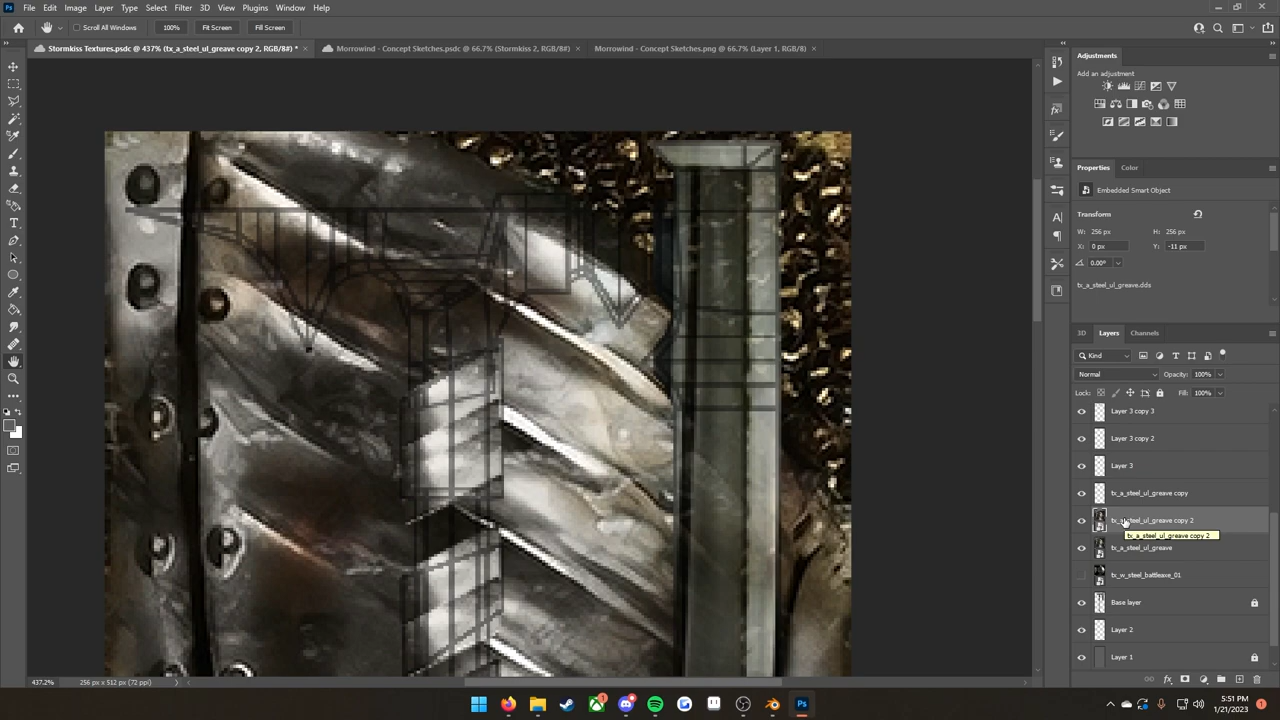 File Edit Image Layer Type Select Filter 3D View Plugins Window Help
Scroll All Windows 100% Fit Screen Fill Screen
Stormkiss Textures.psdc @ 437% (tx_a_steel_ul_greave copy 2, RGB/8#) * × Morrowind - Concept Sketches.psdc @ 66.7% (Stormkiss 2, RGB/8#) × Morrowind - Concept Sketches.png @ 66.7% (Layer 1, RGB/8) ×
Adjustments
Add an adjustment
Properties Color
Embedded Smart Object
Transform
W: 256 px H: 256 px
X: 0 px Y: -11 px
0.00°
tx_a_steel_ul_greave.dds
3D Layers Channels
Kind
Normal Opacity: 100%
Lock: Fill: 100%
Layer 3 copy 3
Layer 3 copy 2
Layer 3
tx_a_steel_ul_greave copy
tx_a_steel_ul_greave copy 2
tx_a_steel_ul_greave copy 2
tx_a_steel_ul_greave
tx_w_steel_battleaxe_01
Base layer
Layer 2
Layer 1
437.2% 256 px x 512 px (72 ppi)
5:51 PM
1/21/2023